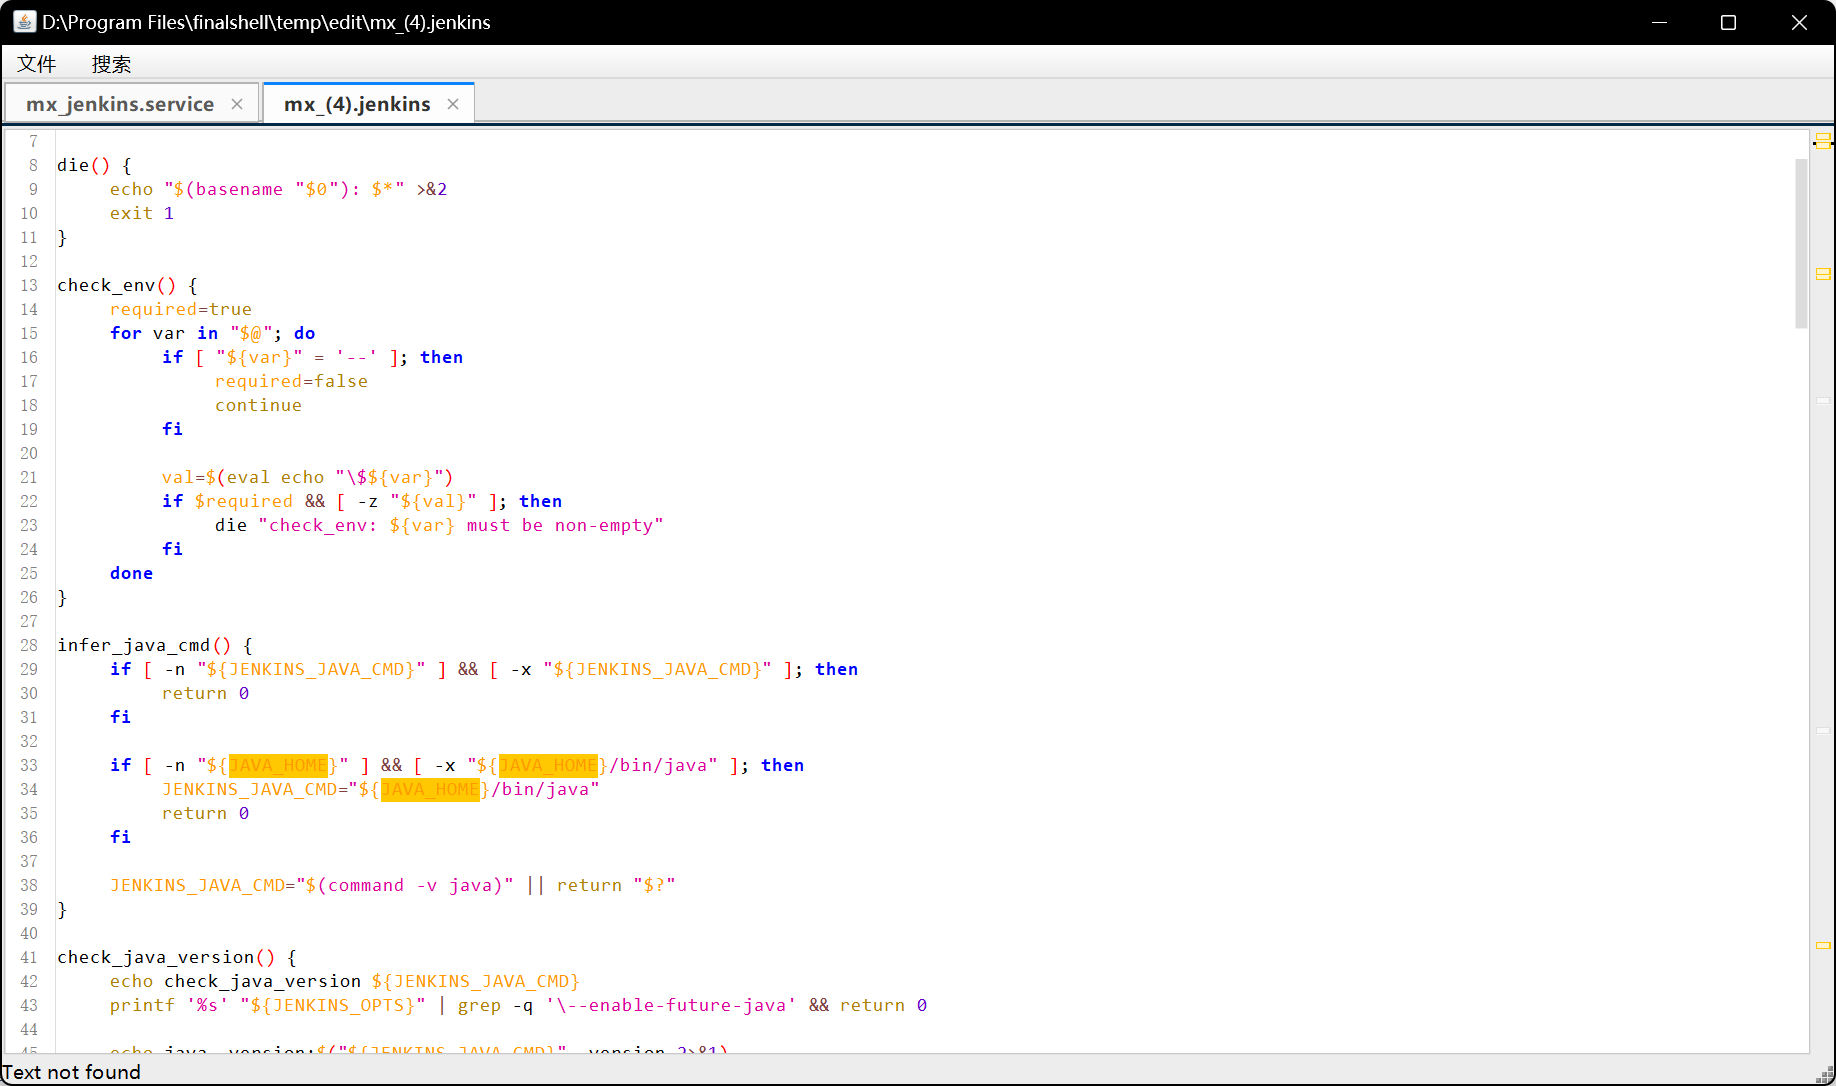 D:\Program Files\finalshell\temp\edit\mx_(4).jenkins
文件 搜索
mx_jenkins.service × mx_(4).jenkins ×
7
8 die() {
9 echo "$(basename "$0"): $*" >&2
10 exit 1
11 }
12
13 check_env() {
14 required=true
15 for var in "$@"; do
16 if [ "${var}" = '--' ]; then
17 required=false
18 continue
19 fi
20
21 val=$(eval echo "\$${var}")
22 if $required && [ -z "${val}" ]; then
23 die "check_env: ${var} must be non-empty"
24 fi
25 done
26 }
27
28 infer_java_cmd() {
29 if [ -n "${JENKINS_JAVA_CMD}" ] && [ -x "${JENKINS_JAVA_CMD}" ]; then
30 return 0
31 fi
32
33 if [ -n "${JAVA_HOME}" ] && [ -x "${JAVA_HOME}/bin/java" ]; then
34 JENKINS_JAVA_CMD="${JAVA_HOME}/bin/java"
35 return 0
36 fi
37
38 JENKINS_JAVA_CMD="$(command -v java)" || return "$?"
39 }
40
41 check_java_version() {
42 echo check_java_version ${JENKINS_JAVA_CMD}
43 printf '%s' "${JENKINS_OPTS}" | grep -q '\--enable-future-java' && return 0
44
45 echo java_version:$("${JENKINS_JAVA_CMD}" -version 2>&1)
Text not found